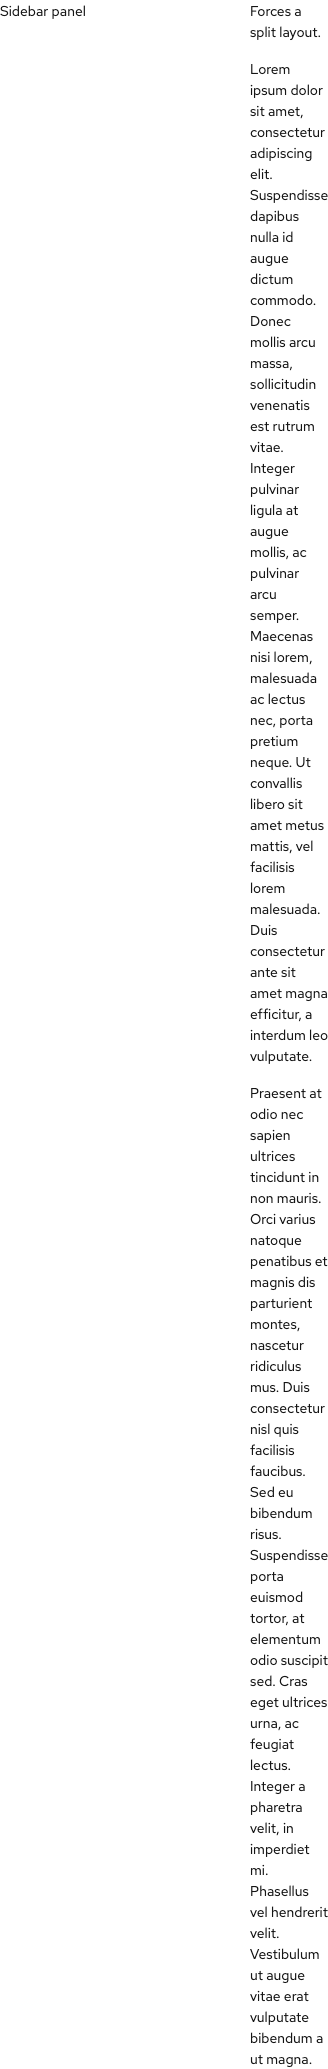 Sidebar panel
Forces a
split layout.
Lorem
ipsum dolor
sit amet,
consectetur
adipiscing
elit.
Suspendisse
dapibus
nulla id
augue
dictum
commodo.
Donec
mollis arcu
massa,
sollicitudin
venenatis
est rutrum
vitae.
Integer
pulvinar
ligula at
augue
mollis, ac
pulvinar
arcu
semper.
Maecenas
nisi lorem,
malesuada
ac lectus
nec, porta
pretium
neque. Ut
convallis
libero sit
amet metus
mattis, vel
facilisis
lorem
malesuada.
Duis
consectetur
ante sit
amet magna
efficitur, a
interdum leo
vulputate.
Praesent at
odio nec
sapien
ultrices
tincidunt in
non mauris.
Orci varius
natoque
penatibus et
magnis dis
parturient
montes,
nascetur
ridiculus
mus. Duis
consectetur
nisl quis
facilisis
faucibus.
Sed eu
bibendum
risus.
Suspendisse
porta
euismod
tortor, at
elementum
odio suscipit
sed. Cras
eget ultrices
urna, ac
feugiat
lectus.
Integer a
pharetra
velit, in
imperdiet
mi.
Phasellus
vel hendrerit
velit.
Vestibulum
ut augue
vitae erat
vulputate
bibendum a
ut magna.